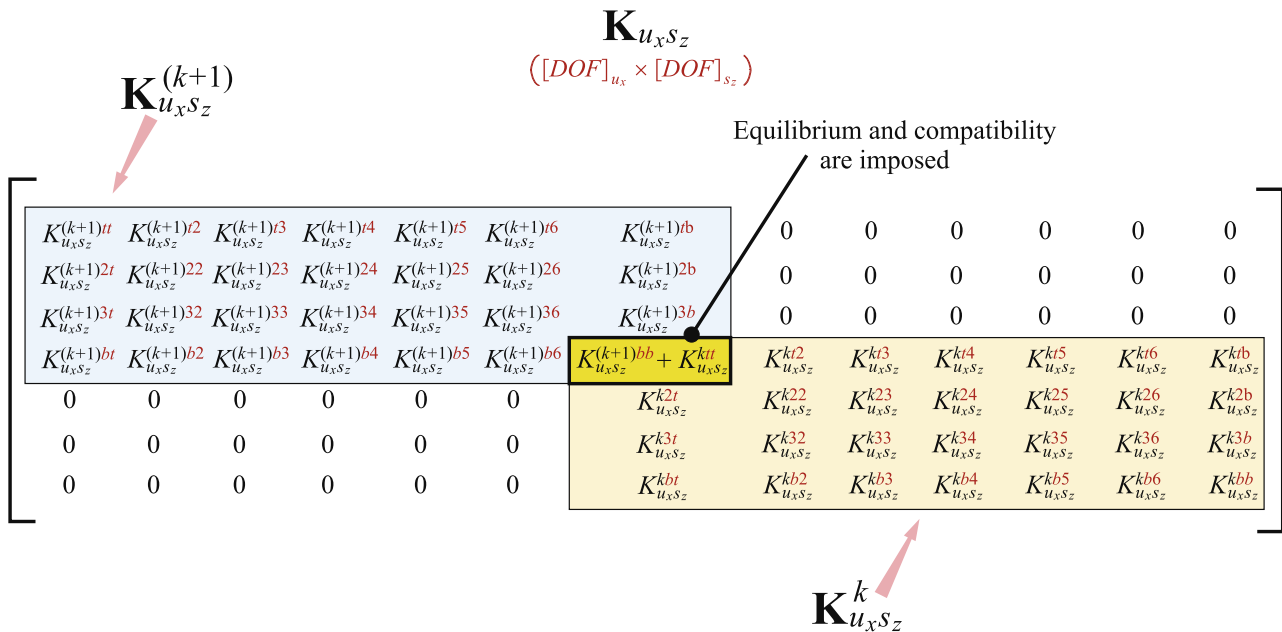 K_{u_x s_z}
([DOF]_{u_x} × [DOF]_{s_z})
K_{u_x s_z}^{(k+1)}
Equilibrium and compatibility
are imposed
K_{u_x s_z}^{(k+1)tt} K_{u_x s_z}^{(k+1)t2} K_{u_x s_z}^{(k+1)t3} K_{u_x s_z}^{(k+1)t4} K_{u_x s_z}^{(k+1)t5} K_{u_x s_z}^{(k+1)t6} K_{u_x s_z}^{(k+1)tb} 0 0 0 0 0 0
K_{u_x s_z}^{(k+1)2t} K_{u_x s_z}^{(k+1)22} K_{u_x s_z}^{(k+1)23} K_{u_x s_z}^{(k+1)24} K_{u_x s_z}^{(k+1)25} K_{u_x s_z}^{(k+1)26} K_{u_x s_z}^{(k+1)2b} 0 0 0 0 0 0
K_{u_x s_z}^{(k+1)3t} K_{u_x s_z}^{(k+1)32} K_{u_x s_z}^{(k+1)33} K_{u_x s_z}^{(k+1)34} K_{u_x s_z}^{(k+1)35} K_{u_x s_z}^{(k+1)36} K_{u_x s_z}^{(k+1)3b} 0 0 0 0 0 0
K_{u_x s_z}^{(k+1)bt} K_{u_x s_z}^{(k+1)b2} K_{u_x s_z}^{(k+1)b3} K_{u_x s_z}^{(k+1)b4} K_{u_x s_z}^{(k+1)b5} K_{u_x s_z}^{(k+1)b6} K_{u_x s_z}^{(k+1)bb} + K_{u_x s_z}^{ktt} K_{u_x s_z}^{kt2} K_{u_x s_z}^{kt3} K_{u_x s_z}^{kt4} K_{u_x s_z}^{kt5} K_{u_x s_z}^{kt6} K_{u_x s_z}^{ktb}
0 0 0 0 0 0 K_{u_x s_z}^{k2t} K_{u_x s_z}^{k22} K_{u_x s_z}^{k23} K_{u_x s_z}^{k24} K_{u_x s_z}^{k25} K_{u_x s_z}^{k26} K_{u_x s_z}^{k2b}
0 0 0 0 0 0 K_{u_x s_z}^{k3t} K_{u_x s_z}^{k32} K_{u_x s_z}^{k33} K_{u_x s_z}^{k34} K_{u_x s_z}^{k35} K_{u_x s_z}^{k36} K_{u_x s_z}^{k3b}
0 0 0 0 0 0 K_{u_x s_z}^{kbt} K_{u_x s_z}^{kb2} K_{u_x s_z}^{kb3} K_{u_x s_z}^{kb4} K_{u_x s_z}^{kb5} K_{u_x s_z}^{kb6} K_{u_x s_z}^{kbb}
K_{u_x s_z}^{k}